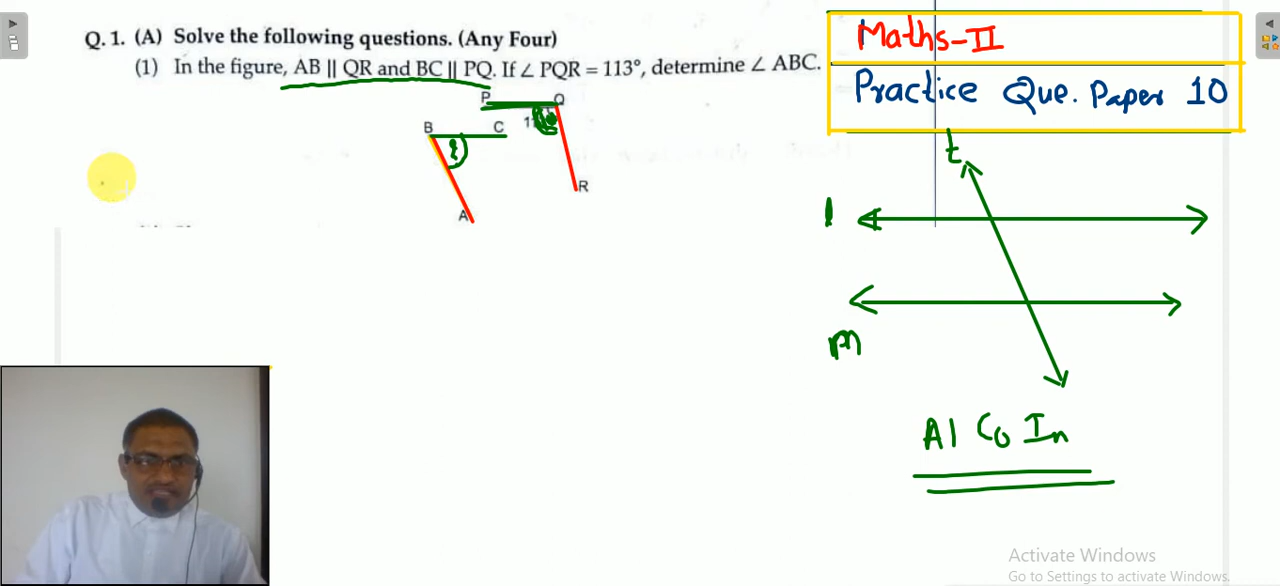 Q. 1. (A) Solve the following questions. (Any Four)
(1) In the figure, AB || QR and BC || PQ. If ∠ PQR = 113°, determine ∠ ABC.
Maths-II
Practice Que. Paper 10
P Q
B C
?
R
A
t
l
m
Al Co In
Activate Windows
Go to Settings to activate Windows.